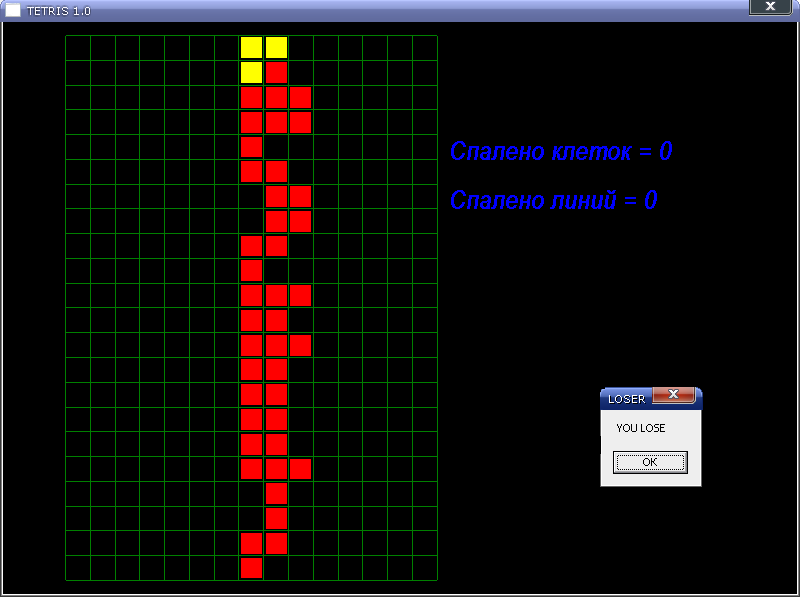 TETRIS 1.0
Спалено клеток = 0
Спалено линий = 0
LOSER
YOU LOSE
OK